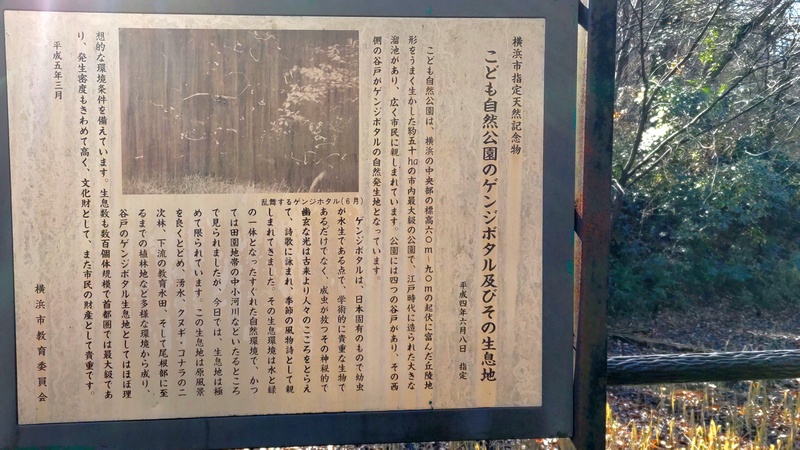 横浜市指定天然記念物
こども自然公園のゲンジボタル及びその生息地
平成四年六月八日 指定
こども自然公園は、横浜の中央部の標高六〇m〜九〇mの起伏に富んだ丘陵地
形をうまく生かした約五十haの市内最大級の公園で、江戸時代に造られた大きな
溜池があり、広く市民に親しまれています。公園には四つの谷戸があり、その西
側の谷戸がゲンジボタルの自然発生地となっています。
乱舞するゲンジホタル(6月)
ゲンジボタルは、日本固有のもので幼虫
が水生である点で、学術的に貴重な生物で
あるだけでなく、成虫が放つその神秘的で
幽玄な光は古来より人々のこころをとらえ
て、詩歌に詠まれ、季節の風物詩として親
しまれてきました。その生息環境は水と緑
の一体となったすぐれた自然環境で、かつ
ては田園地帯の中小河川などいたるところ
で見られましたが、今日では、生息地は極
めて限られています。この生息地は原風景
を良くとどめ、湧水、クヌギ・コナラの二
次林、下流の教育水田、そして尾根部に至
るまでの植林地など多様な環境から成り、
谷戸のゲンジボタル生息地としてはほぼ理
想的な環境条件を備えています。生息数も数百個体規模で首都圏では最大級であ
り、発生密度もきわめて高く、文化財として、また市民の財産として貴重です。
平成五年三月
横浜市教育委員会